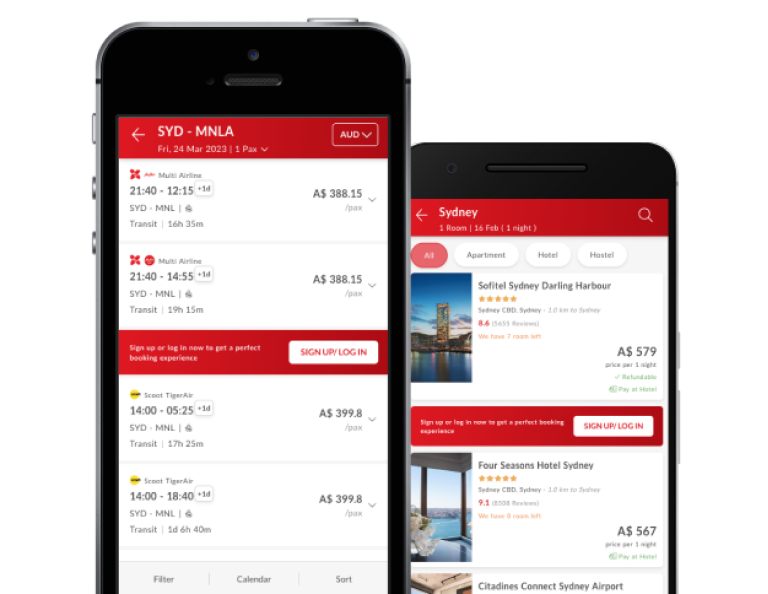 SYD - MNLA
AUD
Fri, 24 Mar 2023 | 1 Pax
Multi Airline
21:40 - 12:15 +1d
A$ 388.15
/pax
SYD - MNL |
Transit | 16h 35m
Multi Airline
21:40 - 14:55 +1d
A$ 388.15
/pax
SYD - MNL |
Transit | 19h 15m
Sign up or log in now to get a perfect
booking experience
SIGN UP/ LOG IN
Scoot TigerAir
14:00 - 05:25 +1d
A$ 399.8
/pax
SYD - MNL |
Transit | 17h 25m
Scoot TigerAir
14:00 - 18:40 +1d
A$ 399.8
/pax
SYD - MNL |
Transit | 1d 6h 40m
Filter
Calendar
Sort
Sydney
1 Room | 16 Feb ( 1 night )
All
Apartment
Hotel
Hostel
Sofitel Sydney Darling Harbour
Sydney CBD, Sydney - 1.0 km to Sydney
8.6 (5655 Reviews)
We have 7 room left
A$ 579
price per 1 night
Refundable
Pay at Hotel
Sign up or log in now to get a perfect booking
experience
SIGN UP/ LOG IN
Four Seasons Hotel Sydney
Sydney CBD, Sydney - 1.0 km to Sydney
9.1 (8508 Reviews)
We have 8 room left
A$ 567
price per 1 night
Pay at Hotel
Citadines Connect Sydney Airport